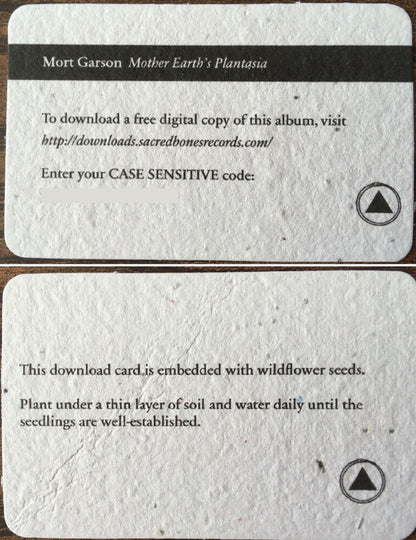 Mort Garson Mother Earth's Plantasia
To download a free digital copy of this album, visit
http://downloads.sacredbonesrecords.com/
Enter your CASE SENSITIVE code:
This download card is embedded with wildflower seeds.
Plant under a thin layer of soil and water daily until the
seedlings are well-established.